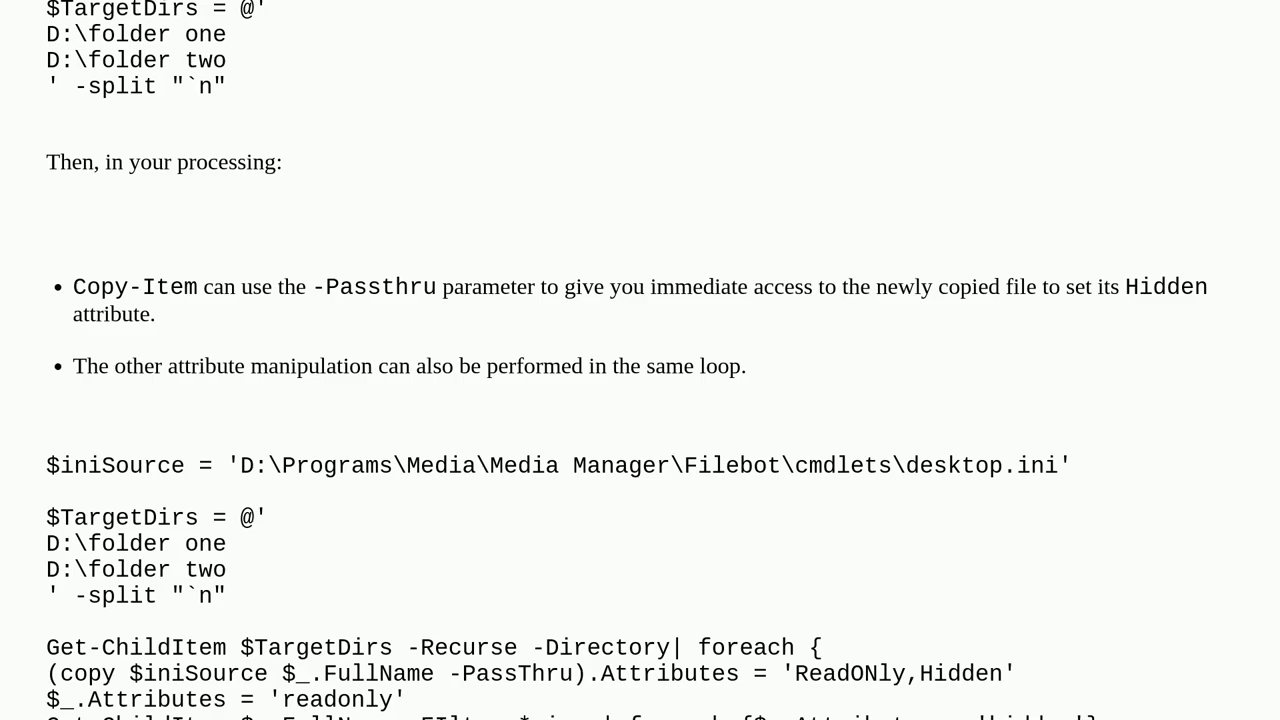 $TargetDirs = @'
D:\folder one
D:\folder two
' -split "`n"
Then, in your processing:
• Copy-Item can use the -Passthru parameter to give you immediate access to the newly copied file to set its Hidden
attribute.
• The other attribute manipulation can also be performed in the same loop.
$iniSource = 'D:\Programs\Media\Media Manager\Filebot\cmdlets\desktop.ini'
$TargetDirs = @'
D:\folder one
D:\folder two
' -split "`n"
Get-ChildItem $TargetDirs -Recurse -Directory| foreach {
(copy $iniSource $_.FullName -PassThru).Attributes = 'ReadONly,Hidden'
$_.Attributes = 'readonly'